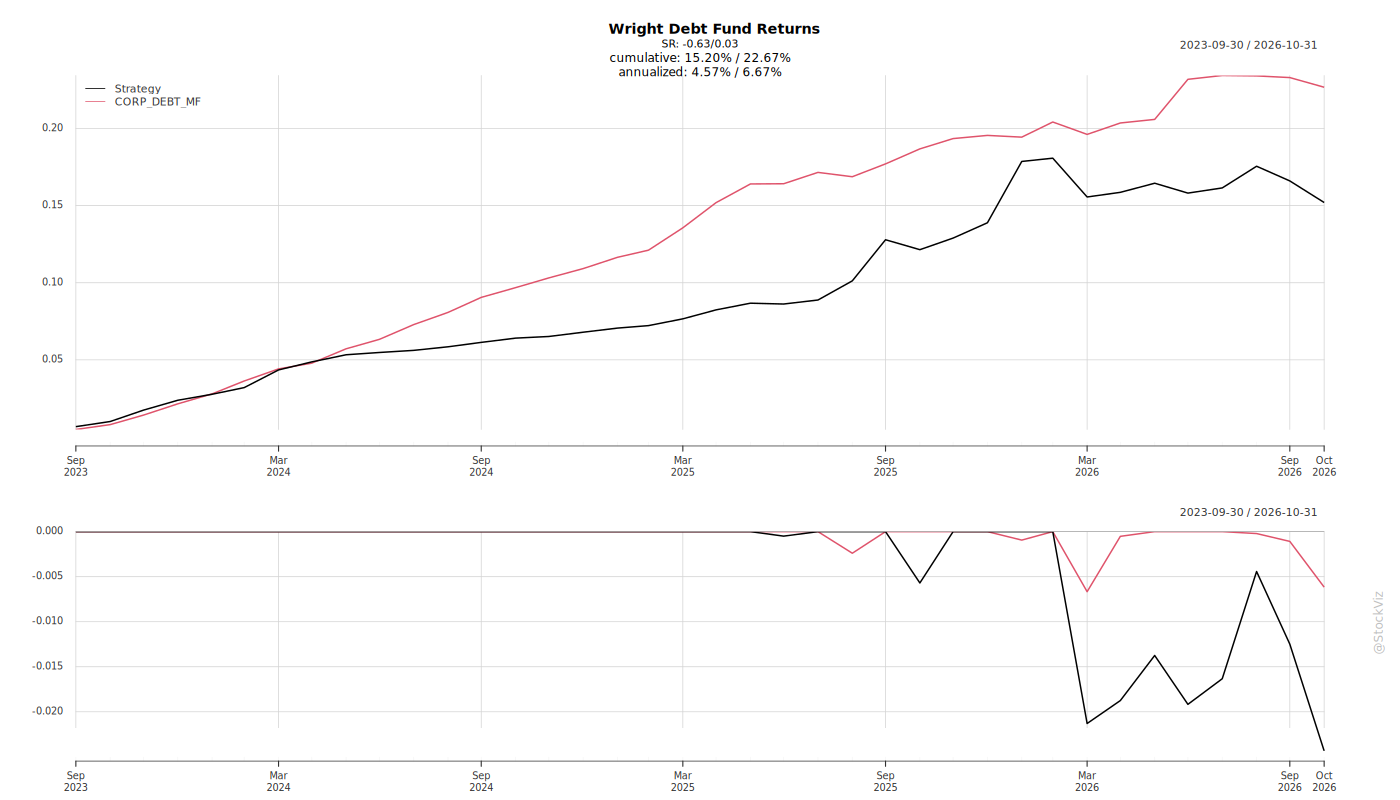 Wright Debt Fund Returns
SR: -0.63/0.03
cumulative: 15.20% / 22.67%
annualized: 4.57% / 6.67%
2023-09-30 / 2026-10-31
Strategy
CORP_DEBT_MF
0.20
0.15
0.10
0.05
Sep
2023
Mar
2024
Sep
2024
Mar
2025
Sep
2025
Mar
2026
Sep
2026
Oct
2026
2023-09-30 / 2026-10-31
0.000
-0.005
-0.010
-0.015
-0.020
Sep
2023
Mar
2024
Sep
2024
Mar
2025
Sep
2025
Mar
2026
Sep
2026
Oct
2026
@StockViz